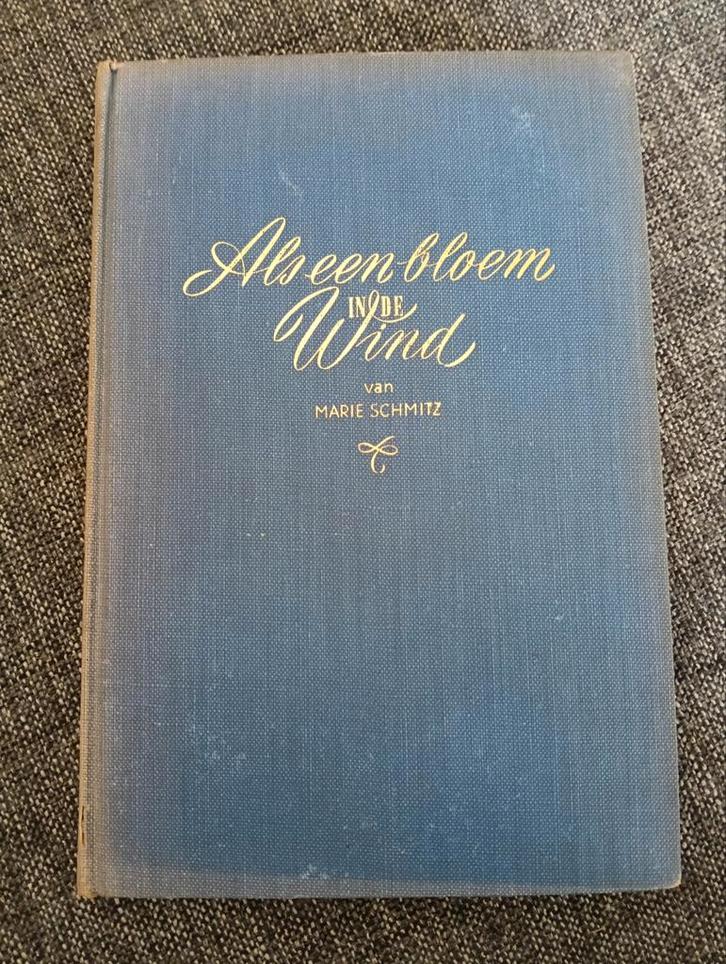 Als een bloem
IN DE
Wind
van
MARIE SCHMITZ